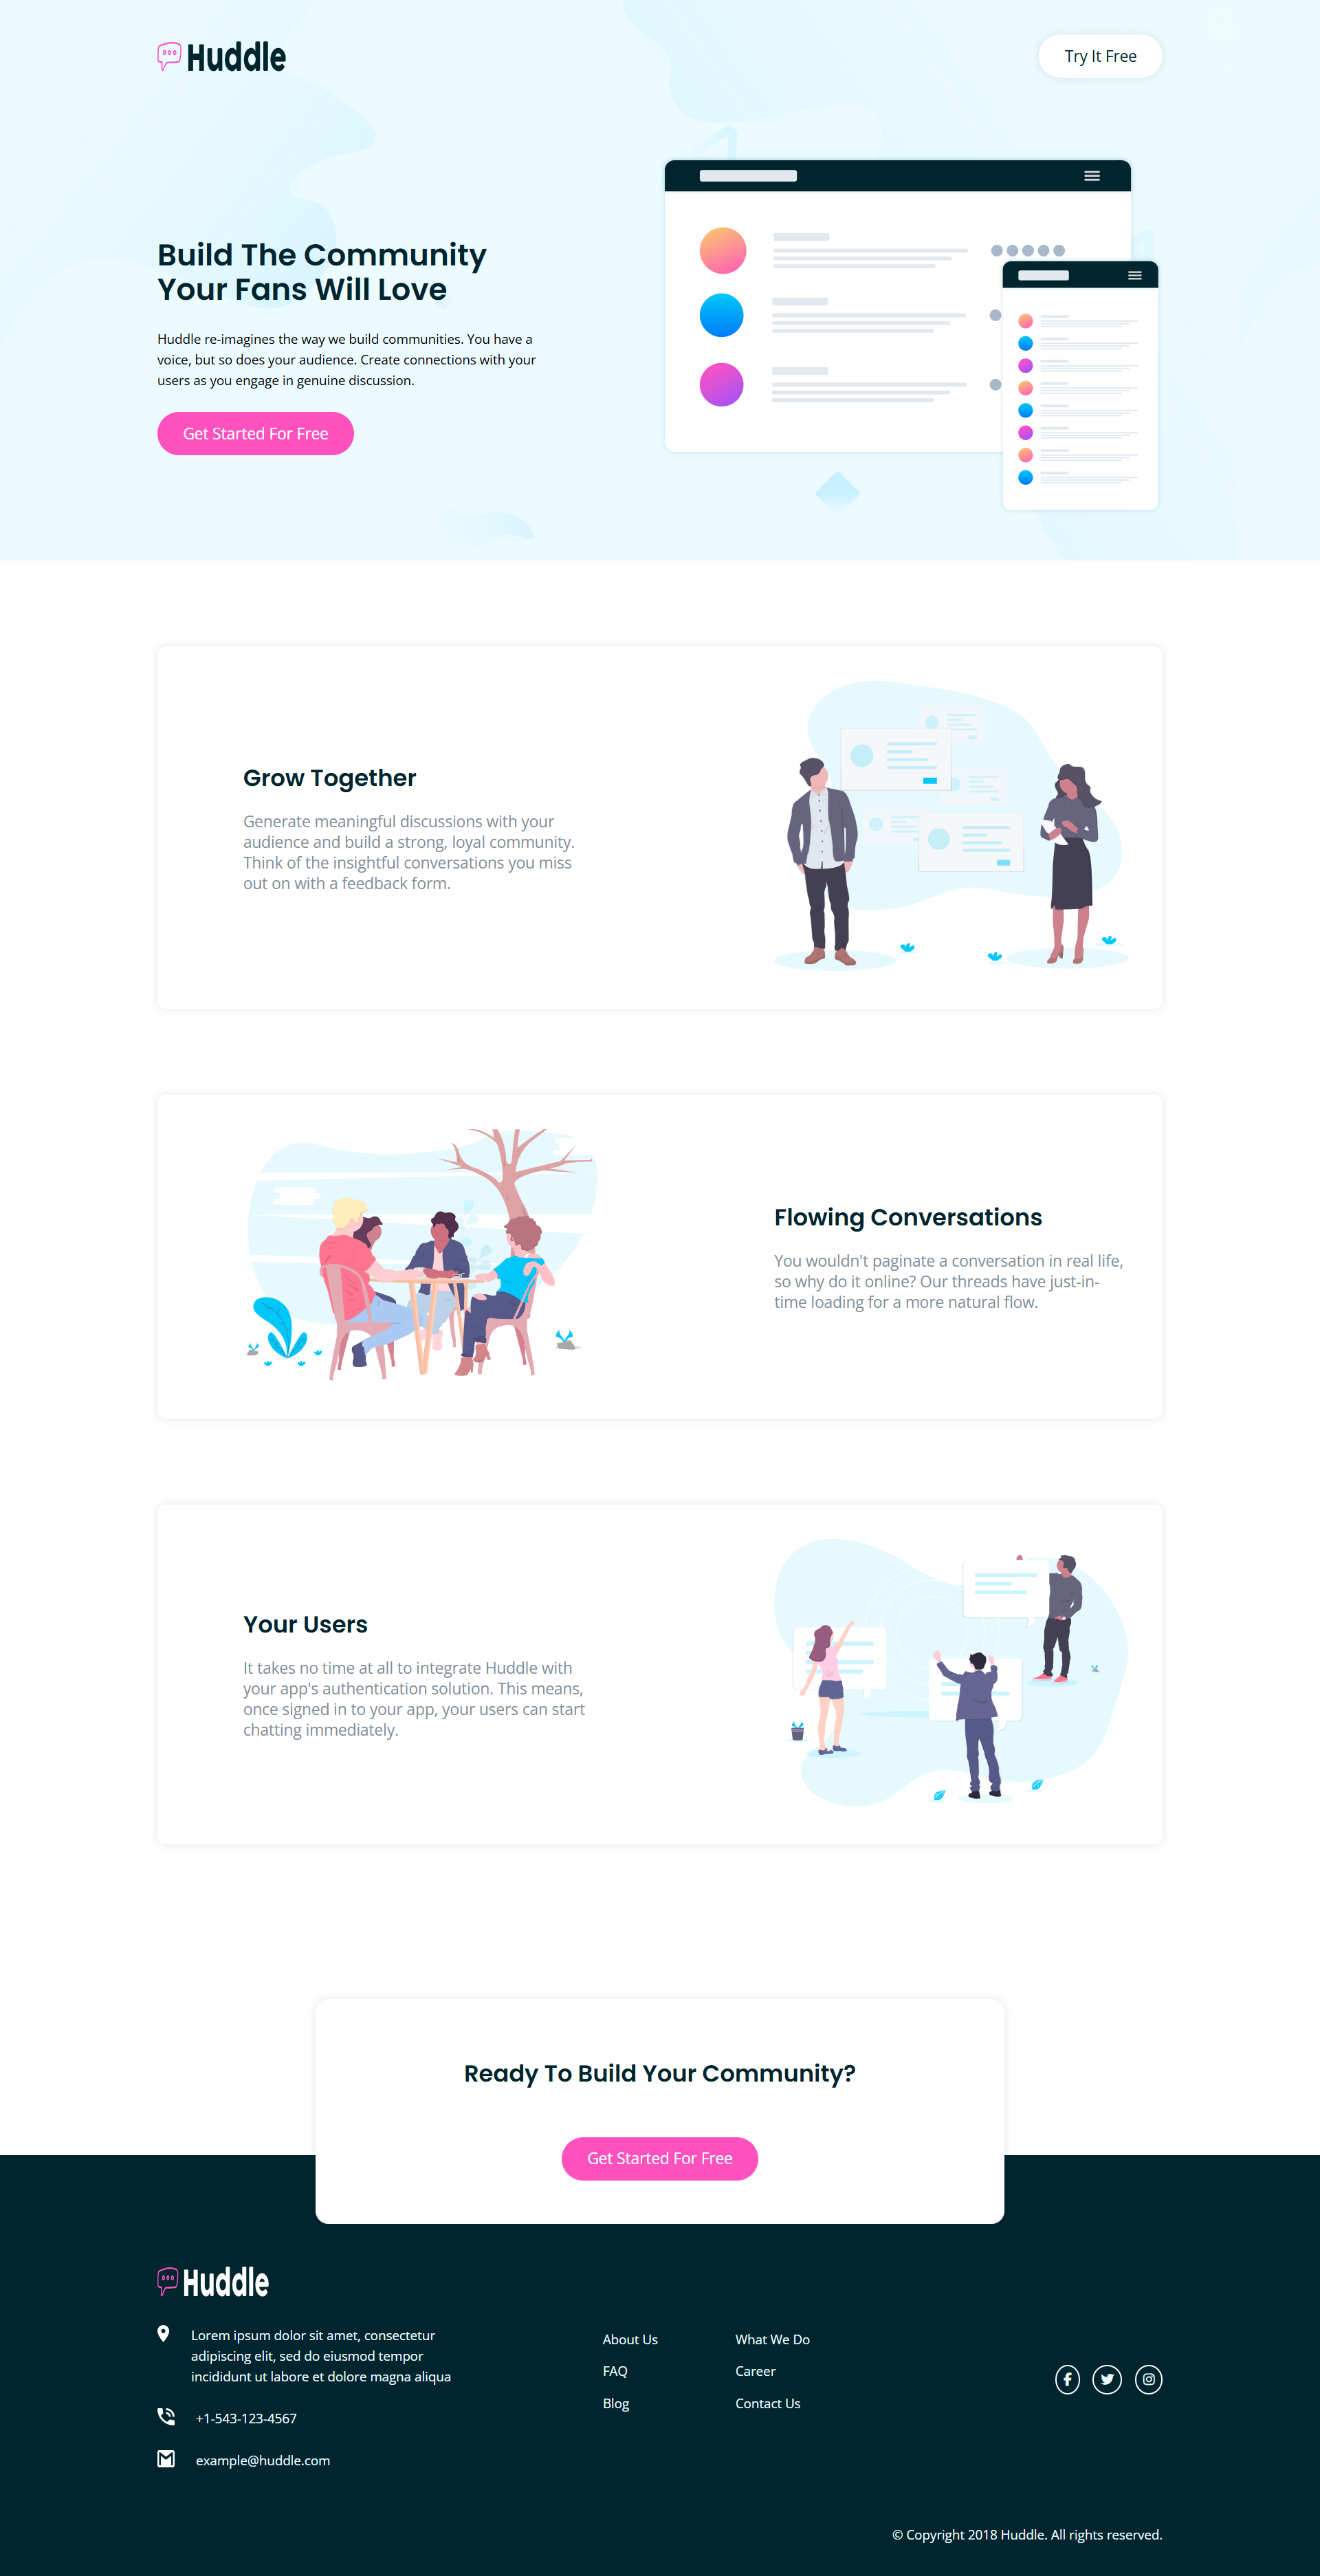 Huddle
Try It Free
Build The Community
Your Fans Will Love
Huddle re-imagines the way we build communities. You have a
voice, but so does your audience. Create connections with your
users as you engage in genuine discussion.
Get Started For Free
Grow Together
Generate meaningful discussions with your
audience and build a strong, loyal community.
Think of the insightful conversations you miss
out on with a feedback form.
Flowing Conversations
You wouldn't paginate a conversation in real life,
so why do it online? Our threads have just-in-
time loading for a more natural flow.
Your Users
It takes no time at all to integrate Huddle with
your app's authentication solution. This means,
once signed in to your app, your users can start
chatting immediately.
Ready To Build Your Community?
Get Started For Free
Huddle
Lorem ipsum dolor sit amet, consectetur
adipiscing elit, sed do eiusmod tempor
incididunt ut labore et dolore magna aliqua
+1-543-123-4567
example@huddle.com
About Us
FAQ
Blog
What We Do
Career
Contact Us
© Copyright 2018 Huddle. All rights reserved.